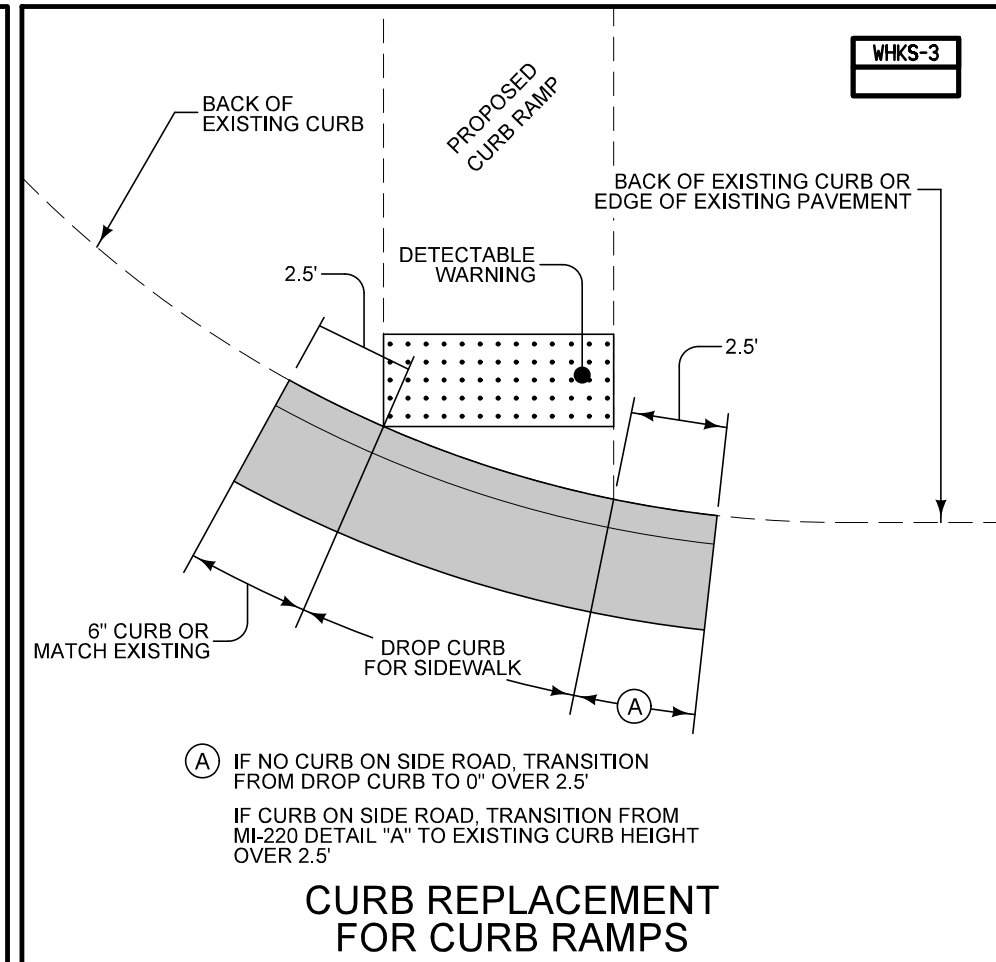 WHKS-3
BACK OF
EXISTING CURB
PROPOSED
CURB RAMP
BACK OF EXISTING CURB OR
EDGE OF EXISTING PAVEMENT
DETECTABLE
WARNING
2.5'
2.5'
6" CURB OR
MATCH EXISTING
DROP CURB
FOR SIDEWALK
A
A IF NO CURB ON SIDE ROAD, TRANSITION
FROM DROP CURB TO 0" OVER 2.5'
IF CURB ON SIDE ROAD, TRANSITION FROM
MI-220 DETAIL "A" TO EXISTING CURB HEIGHT
OVER 2.5'
CURB REPLACEMENT
FOR CURB RAMPS